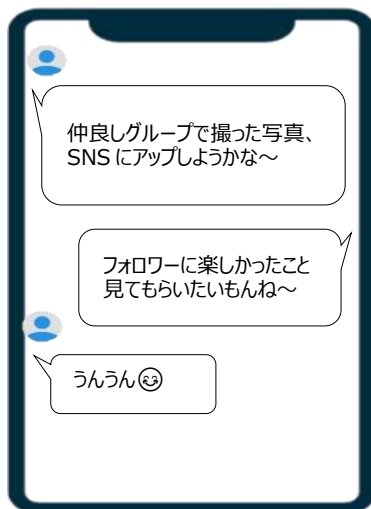 仲良しグループで撮った写真、
SNSにアップしようかな～
フォロワーに楽しかったこと
見てもらいたいもんね～
うんうん😊